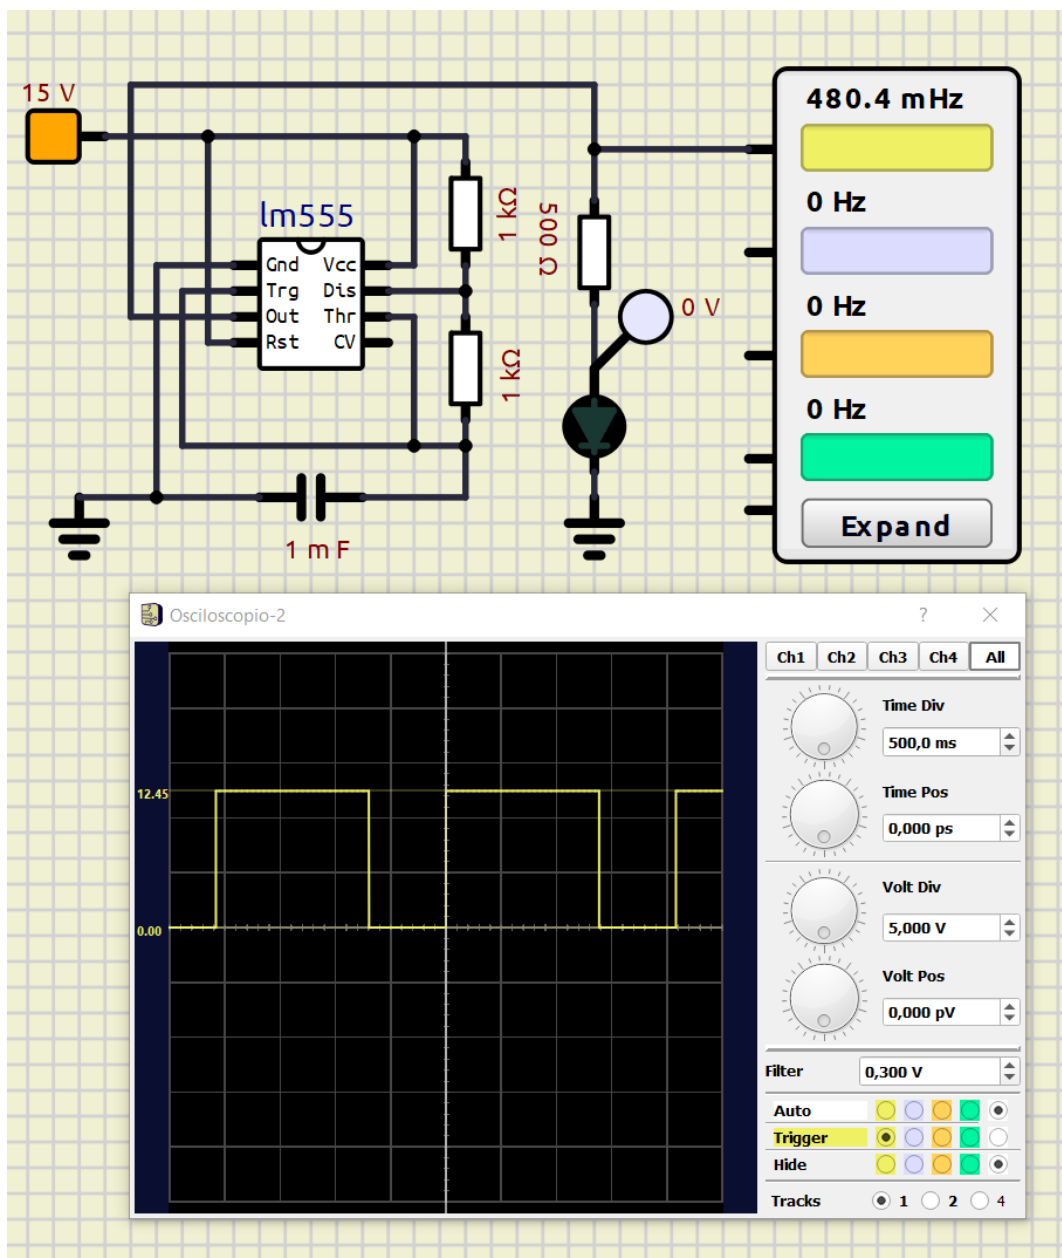 15 V
480.4 mHz
0 Hz
0 Hz
0 Hz
Expand
lm555
Gnd Vcc
Trg Dis
Out Thr
Rst CV
1 kΩ
1 kΩ
500 Ω
0 V
1 m F
Osciloscopio-2
?
12.45
0.00
Ch1 Ch2 Ch3 Ch4 All
Time Div
500,0 ms
Time Pos
0,000 ps
Volt Div
5,000 V
Volt Pos
0,000 pV
Filter 0,300 V
Auto
Trigger
Hide
Tracks 1 2 4